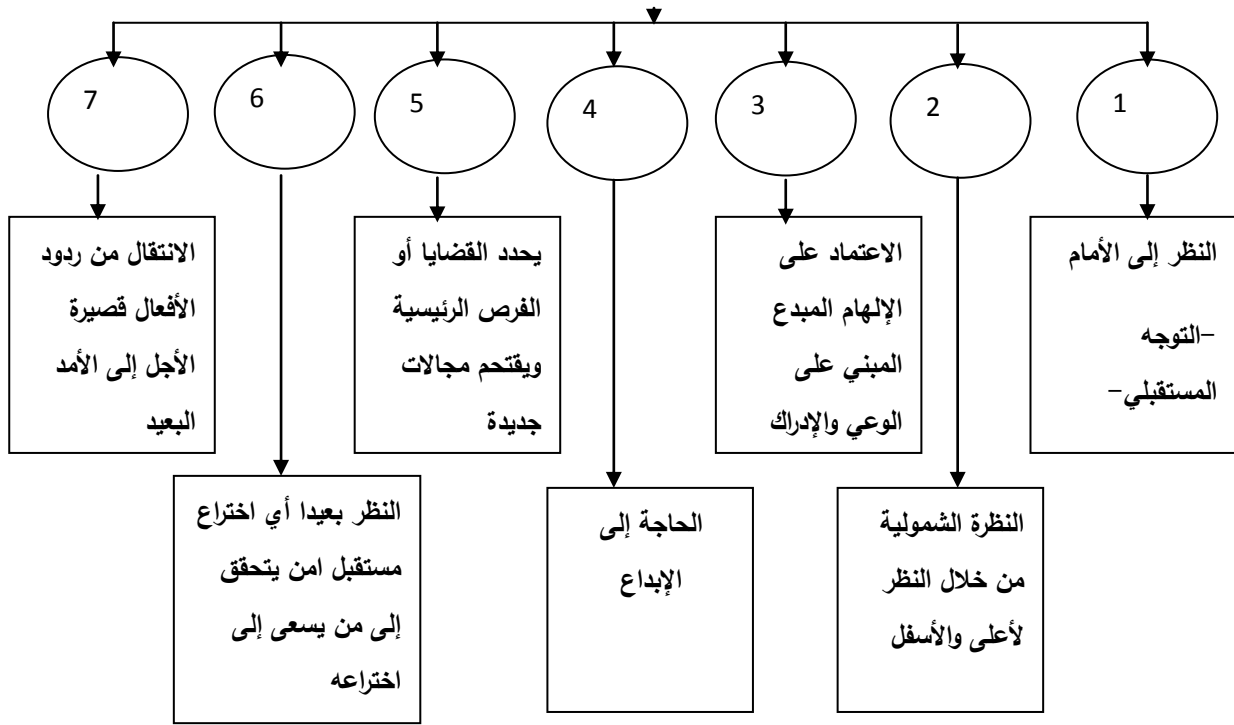 1
2
3
4
5
6
7
النظر إلى الأمام
–التوجه
المستقبلي–
النظرة الشمولية
من خلال النظر
لأعلى والأسفل
الاعتماد على
الإلهام المبدع
المبني على
الوعي والإدراك
الحاجة إلى
الإبداع
يحدد القضايا أو
الفرص الرئيسية
ويقتحم مجالات
جديدة
النظر بعيدا أي اختراع
مستقبل امن يتحقق
إلى من يسعى إلى
اختراعه
الانتقال من ردود
الأفعال قصيرة
الأجل إلى الأمد
البعيد